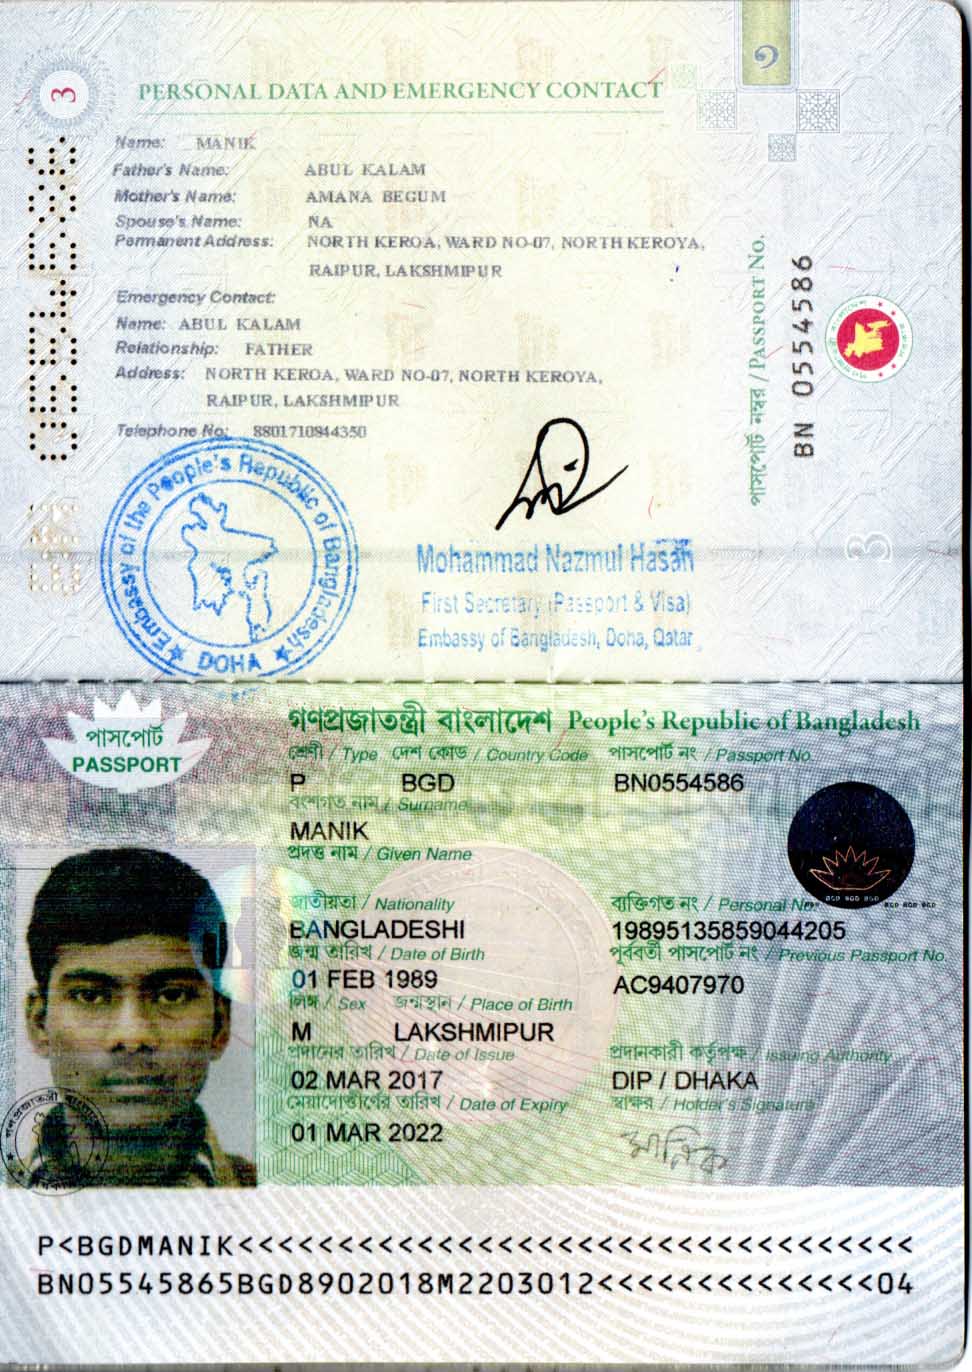 3
PERSONAL DATA AND EMERGENCY CONTACT
Name: MANIK
Father's Name: ABUL KALAM
Mother's Name: AMANA BEGUM
Spouse's Name: NA
Permanent Address: NORTH KEROA, WARD NO-07, NORTH KEROYA,
RAIPUR, LAKSHMIPUR
Emergency Contact:
Name: ABUL KALAM
Relationship: FATHER
Address: NORTH KEROA, WARD NO-07, NORTH KEROYA,
RAIPUR, LAKSHMIPUR
Telephone No: 8801710844350
পাসপোর্ট নম্বর / PASSPORT No.
BN 0554586
3
Embassy of the People's Republic of Bangladesh
DOHA
Mohammad Nazmul Hasan
First Secretary (Passport & Visa)
Embassy of Bangladesh, Doha, Qatar
পাসপোর্ট
PASSPORT
গণপ্রজাতন্ত্রী বাংলাদেশ People's Republic of Bangladesh
শ্রেণী / Type দেশ কোড / Country Code পাসপোর্ট নং / Passport No.
P BGD BN0554586
বংশগত নাম / Surname
MANIK
প্রদত্ত নাম / Given Name
জাতীয়তা / Nationality ব্যক্তিগত নং / Personal No.
BANGLADESHI 19895135859044205
জন্ম তারিখ / Date of Birth পূর্ববর্তী পাসপোর্ট নং / Previous Passport No.
01 FEB 1989 AC9407970
লিঙ্গ / Sex জন্মস্থান / Place of Birth
M LAKSHMIPUR
প্রদানের তারিখ / Date of Issue প্রদানকারী কর্তৃপক্ষ / Issuing Authority
02 MAR 2017 DIP / DHAKA
মেয়াদোত্তীর্ণের তারিখ / Date of Expiry স্বাক্ষর / Holder's Signature
01 MAR 2022 মানিক
P<BGDMANIK<<<<<<<<<<<<<<<<<<<<<<<<<<<<<<<<<<
BN05545865BGD8902018M2203012<<<<<<<<<<<<<<04